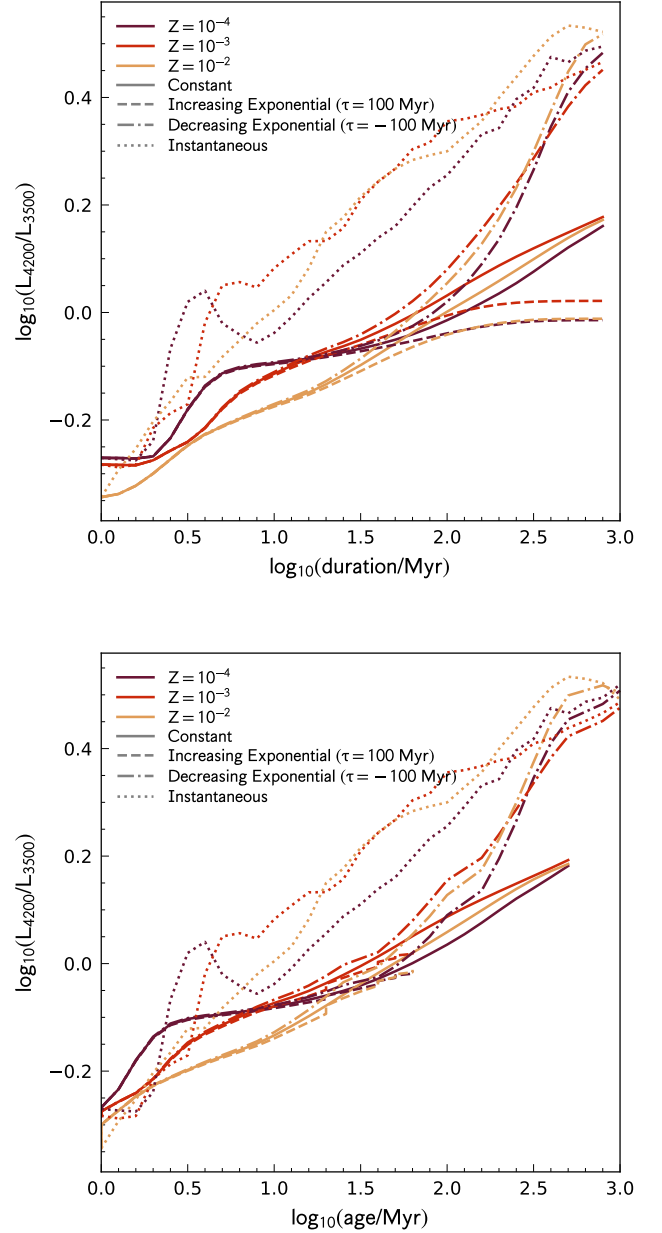 Z = 10⁻⁴
Z = 10⁻³
Z = 10⁻²
Constant
Increasing Exponential (τ = 100 Myr)
Decreasing Exponential (τ = − 100 Myr)
Instantaneous
0.4
0.2
0.0
−0.2
log₁₀(L₄₂₀₀/L₃₅₀₀)
0.0 0.5 1.0 1.5 2.0 2.5 3.0
log₁₀(duration/Myr)
Z = 10⁻⁴
Z = 10⁻³
Z = 10⁻²
Constant
Increasing Exponential (τ = 100 Myr)
Decreasing Exponential (τ = − 100 Myr)
Instantaneous
0.4
0.2
0.0
−0.2
log₁₀(L₄₂₀₀/L₃₅₀₀)
0.0 0.5 1.0 1.5 2.0 2.5 3.0
log₁₀(age/Myr)